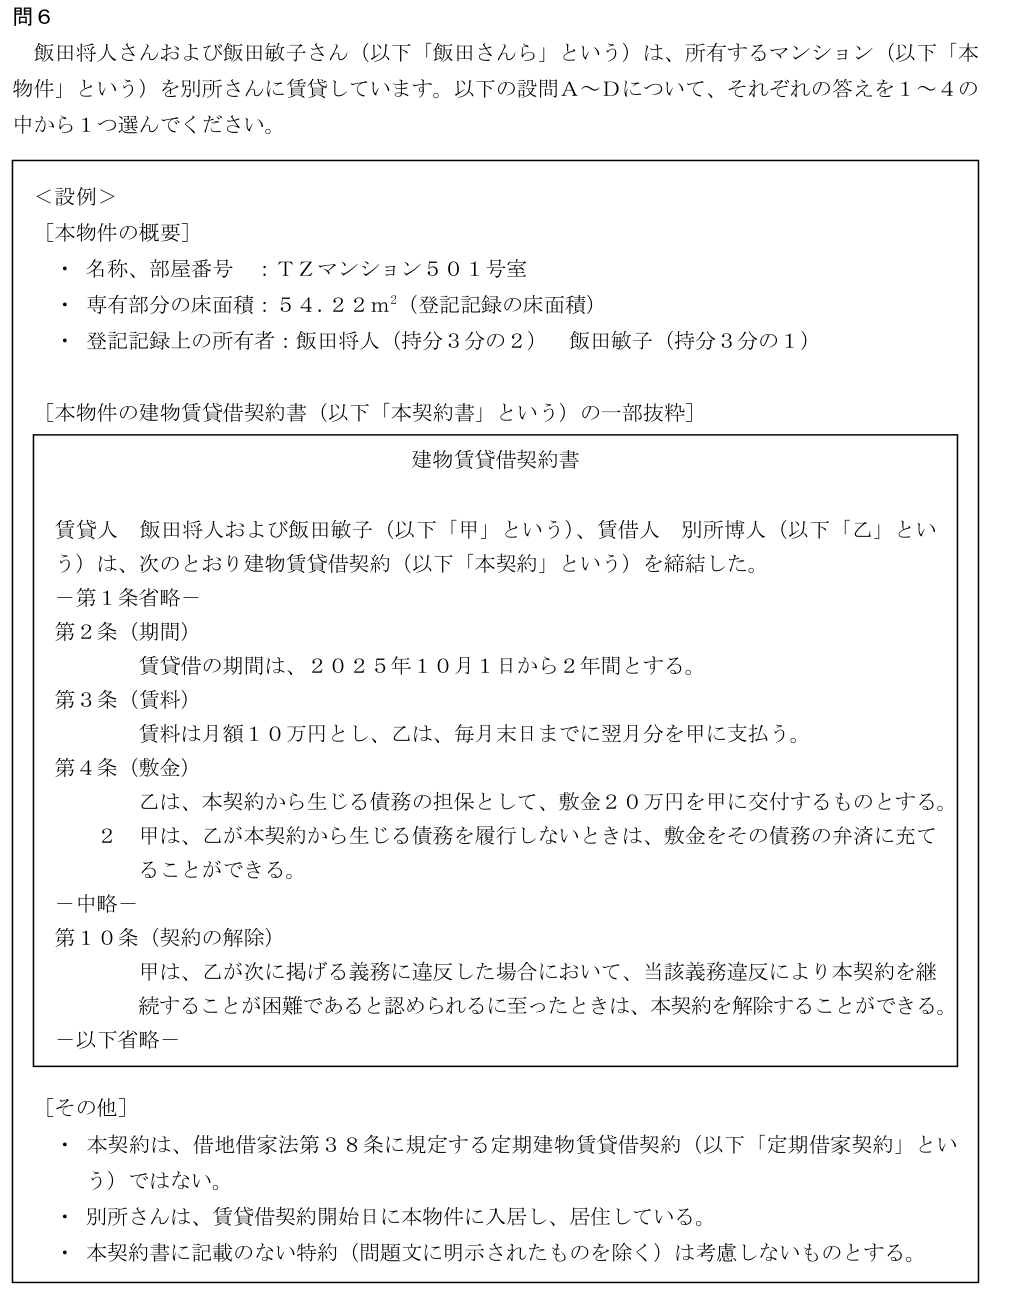 問６
飯田将人さんおよび飯田敏子さん（以下「飯田さんら」という）は、所有するマンション（以下「本
物件」という）を別所さんに賃貸しています。以下の設問Ａ～Ｄについて、それぞれの答えを１～４の
中から１つ選んでください。
＜設例＞
［本物件の概要］
・ 名称、部屋番号　：ＴＺマンション５０１号室
・ 専有部分の床面積：５４.２２ｍ²（登記記録の床面積）
・ 登記記録上の所有者：飯田将人（持分３分の２）　飯田敏子（持分３分の１）
［本物件の建物賃貸借契約書（以下「本契約書」という）の一部抜粋］
建物賃貸借契約書
賃貸人　飯田将人および飯田敏子（以下「甲」という）、賃借人　別所博人（以下「乙」とい
う）は、次のとおり建物賃貸借契約（以下「本契約」という）を締結した。
－第１条省略－
第２条（期間）
賃貸借の期間は、２０２５年１０月１日から２年間とする。
第３条（賃料）
賃料は月額１０万円とし、乙は、毎月末日までに翌月分を甲に支払う。
第４条（敷金）
乙は、本契約から生じる債務の担保として、敷金２０万円を甲に交付するものとする。
２　甲は、乙が本契約から生じる債務を履行しないときは、敷金をその債務の弁済に充て
ることができる。
－中略－
第１０条（契約の解除）
甲は、乙が次に掲げる義務に違反した場合において、当該義務違反により本契約を継
続することが困難であると認められるに至ったときは、本契約を解除することができる。
－以下省略－
［その他］
・ 本契約は、借地借家法第３８条に規定する定期建物賃貸借契約（以下「定期借家契約」とい
う）ではない。
・ 別所さんは、賃貸借契約開始日に本物件に入居し、居住している。
・ 本契約書に記載のない特約（問題文に明示されたものを除く）は考慮しないものとする。